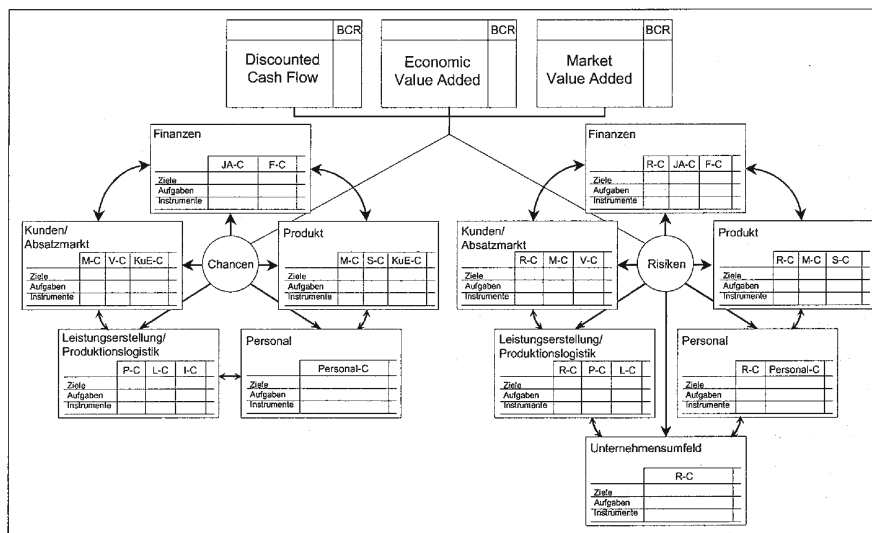 BCR
Discounted
Cash Flow
BCR
Economic
Value Added
BCR
Market
Value Added
Finanzen
JA-C F-C
Ziele
Aufgaben
Instrumente
Kunden/
Absatzmarkt
M-C V-C KuE-C
Ziele
Aufgaben
Instrumente
Chancen
Produkt
M-C S-C KuE-C
Ziele
Aufgaben
Instrumente
Leistungserstellung/
Produktionslogistik
P-C L-C I-C
Ziele
Aufgaben
Instrumente
Personal
Personal-C
Ziele
Aufgaben
Instrumente
Finanzen
R-C JA-C F-C
Ziele
Aufgaben
Instrumente
Kunden/
Absatzmarkt
R-C M-C V-C
Ziele
Aufgaben
Instrumente
Risiken
Produkt
R-C M-C S-C
Ziele
Aufgaben
Instrumente
Leistungserstellung/
Produktionslogistik
R-C P-C L-C
Ziele
Aufgaben
Instrumente
Personal
R-C Personal-C
Ziele
Aufgaben
Instrumente
Unternehmensumfeld
R-C
Ziele
Aufgaben
Instrumente